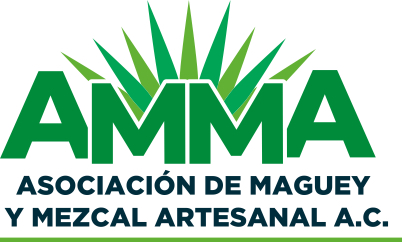 AMMA
ASOCIACIÓN DE MAGUEY
Y MEZCAL ARTESANAL A.C.